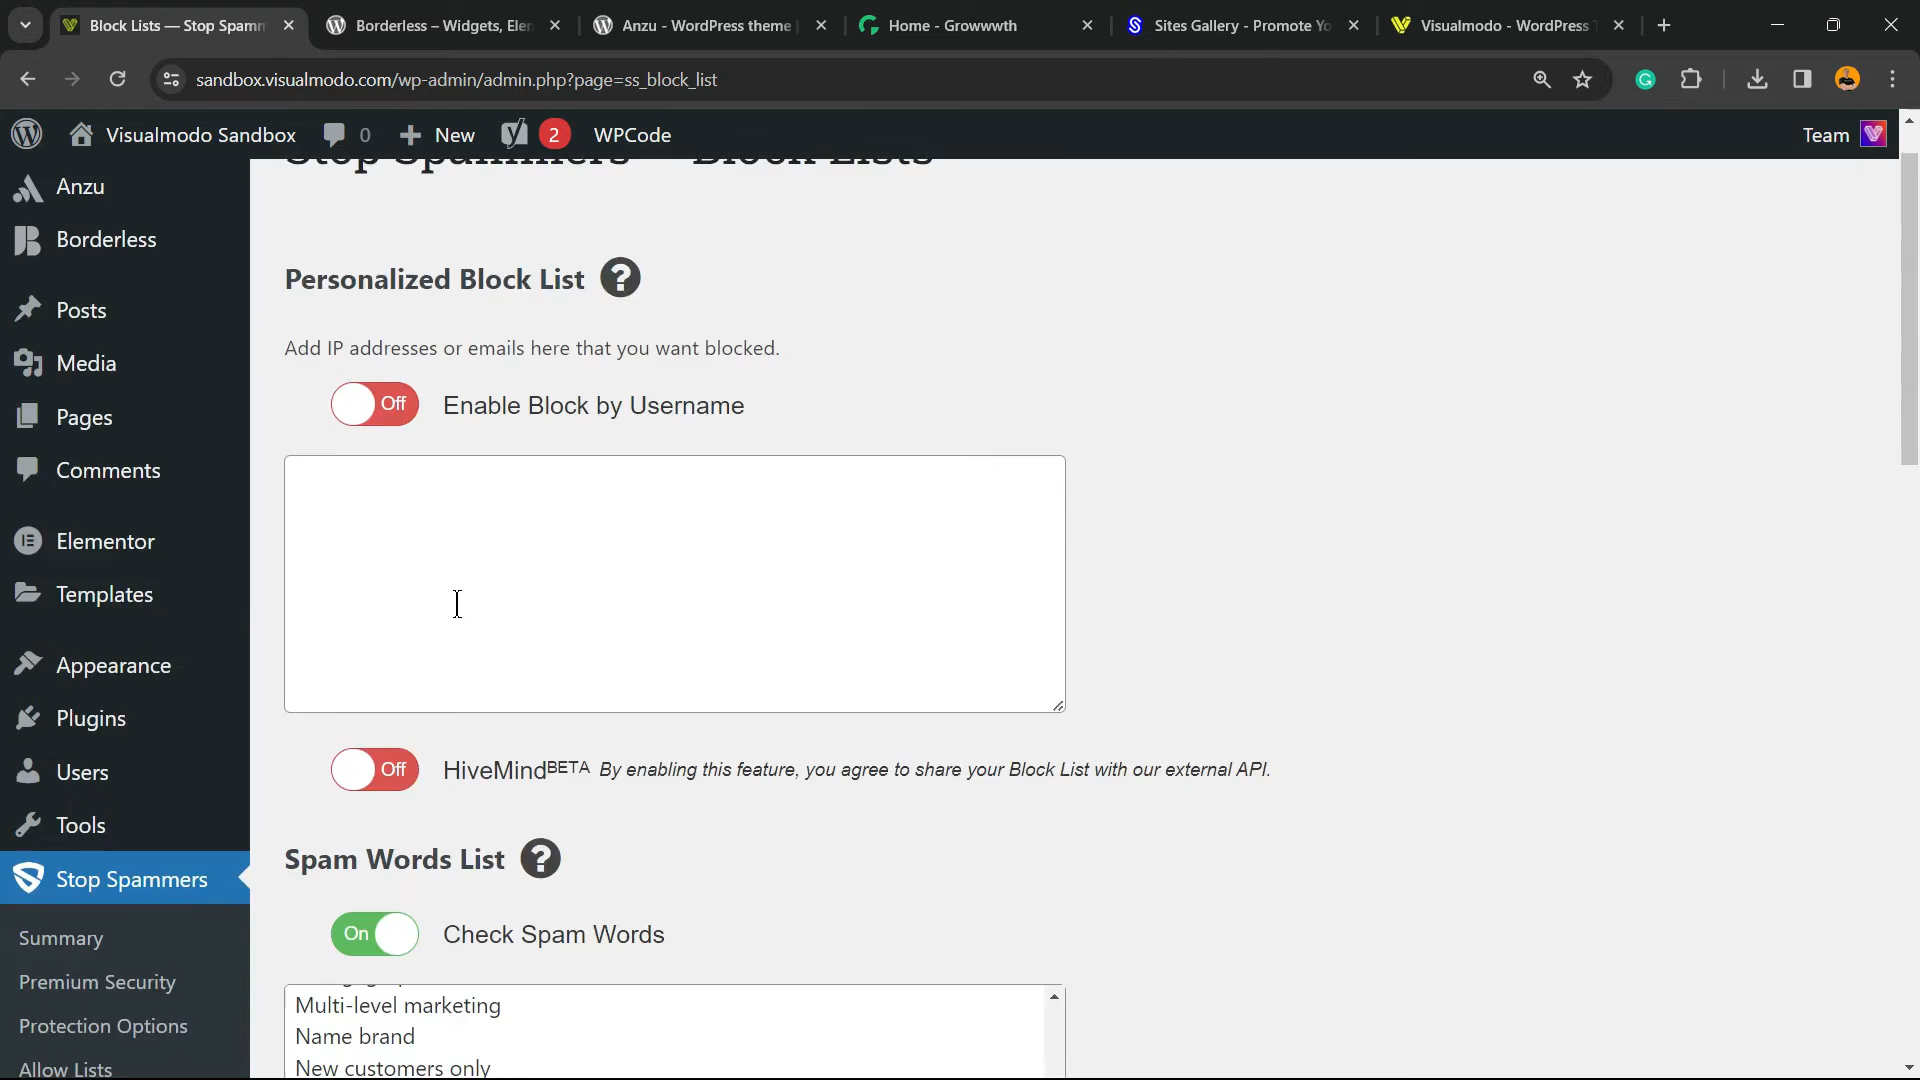 Block Lists — Stop Spamm
Borderless – Widgets, Elen
Anzu - WordPress theme
Home - Growwwth
Sites Gallery - Promote Yo
Visualmodo - WordPress T
sandbox.visualmodo.com/wp-admin/admin.php?page=ss_block_list
Visualmodo Sandbox
0
New
2
WPCode
Team
Stop Spammers — Block Lists
Anzu
Borderless
Posts
Media
Pages
Comments
Elementor
Templates
Appearance
Plugins
Users
Tools
Stop Spammers
Summary
Premium Security
Protection Options
Allow Lists
Personalized Block List ?
Add IP addresses or emails here that you want blocked.
Off Enable Block by Username
Off HiveMindBETA By enabling this feature, you agree to share your Block List with our external API.
Spam Words List ?
On Check Spam Words
Multi-level marketing
Name brand
New customers only